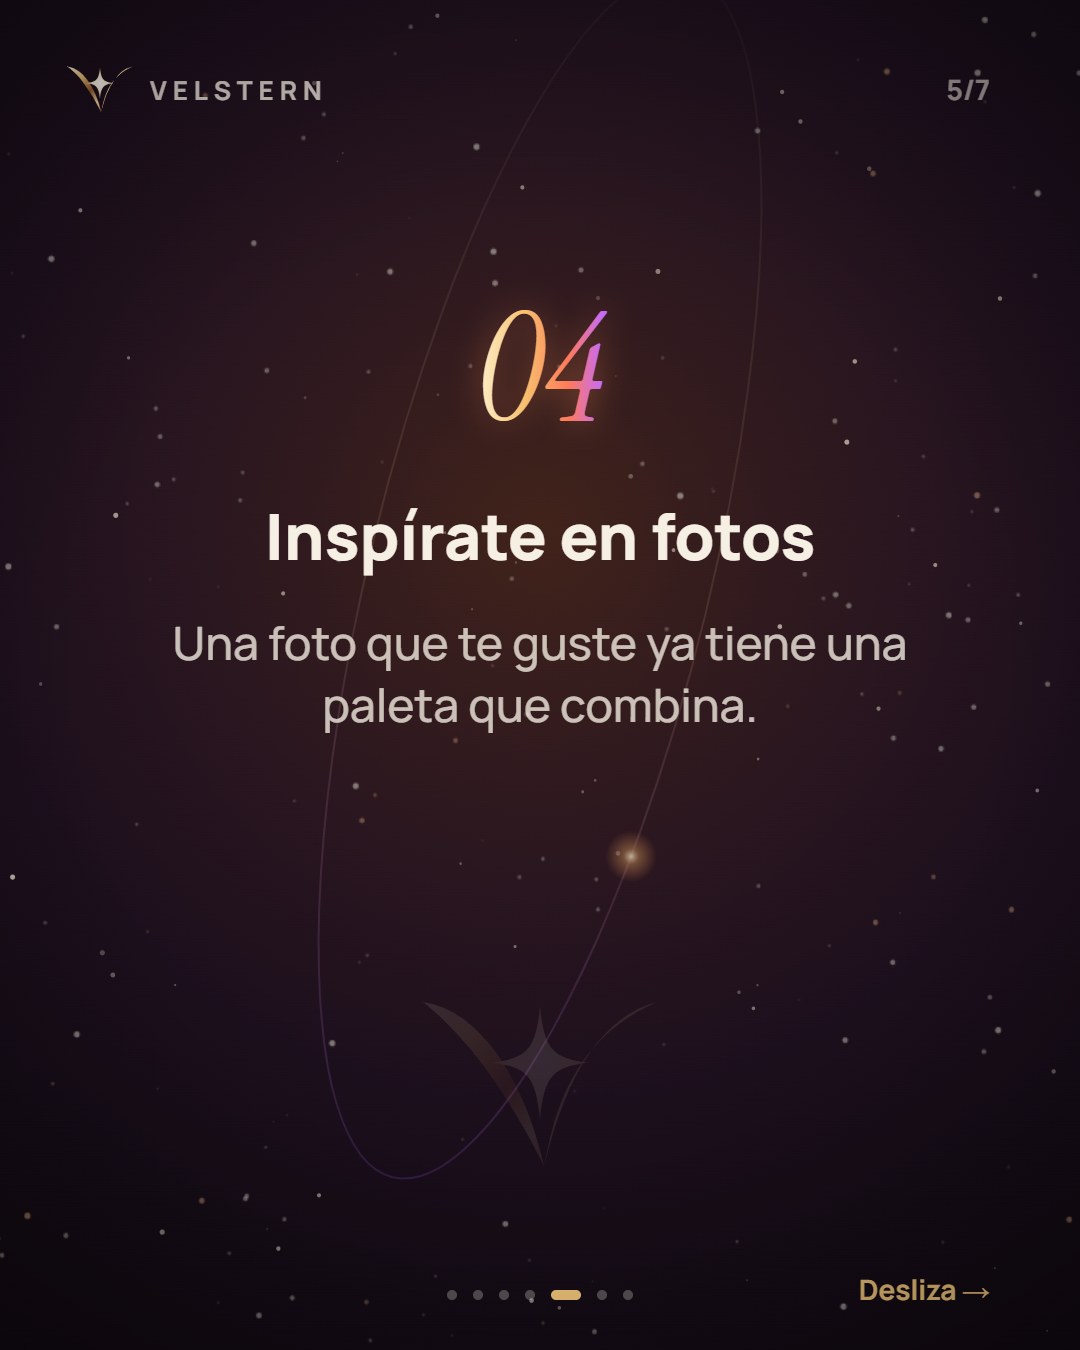 VELSTERN
5/7
04
Inspírate en fotos
Una foto que te guste ya tiene una
paleta que combina.
Desliza →